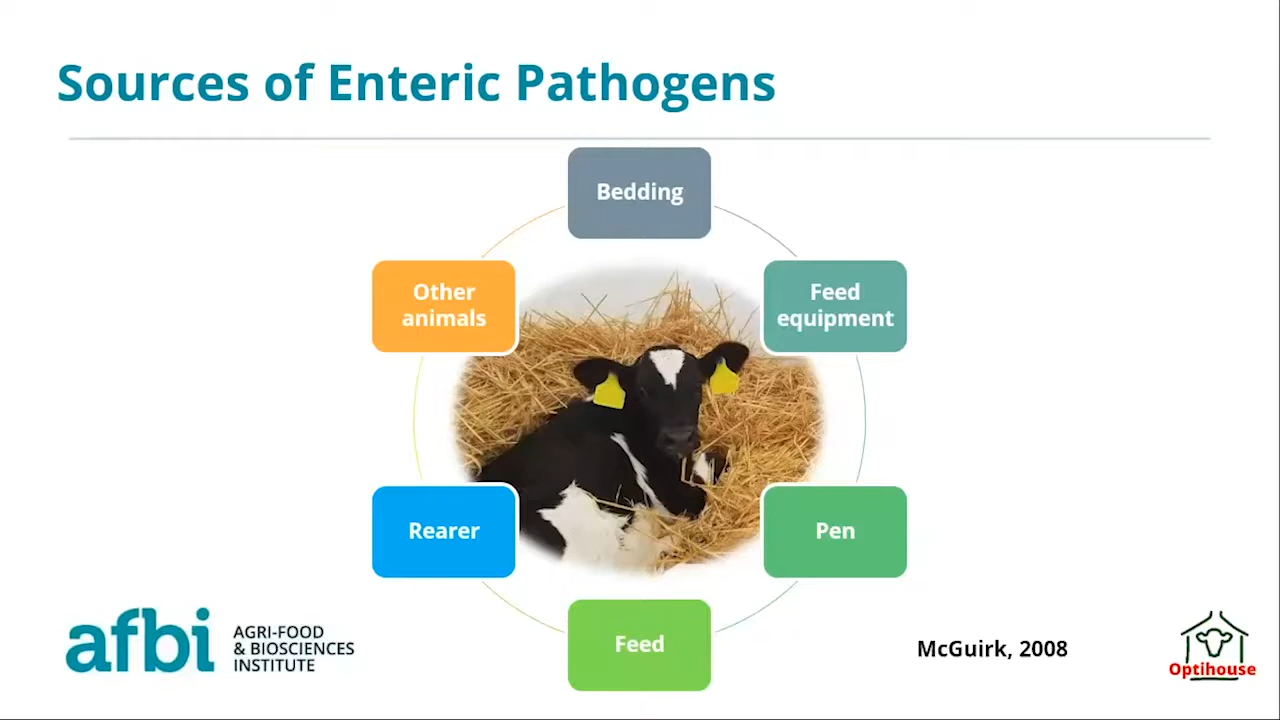 Sources of Enteric Pathogens
Bedding
Other
animals
Feed
equipment
Rearer
Pen
Feed
afbi
AGRI-FOOD
& BIOSCIENCES
INSTITUTE
McGuirk, 2008
Optihouse